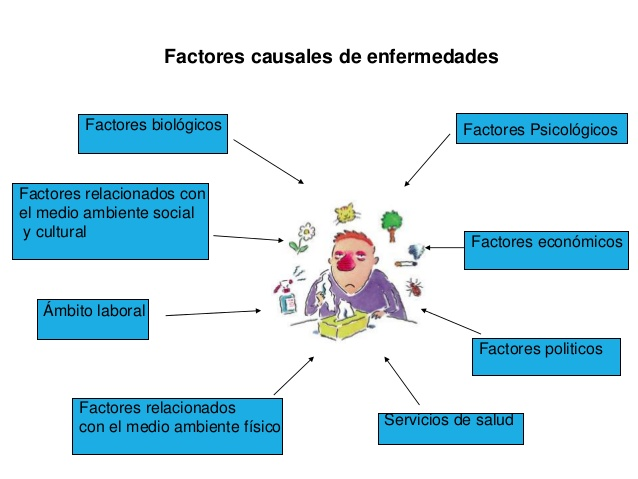 Factores causales de enfermedades
Factores biológicos
Factores Psicológicos
Factores relacionados con
el medio ambiente social
y cultural
Factores económicos
Ámbito laboral
Factores politicos
Factores relacionados
con el medio ambiente físico
Servicios de salud